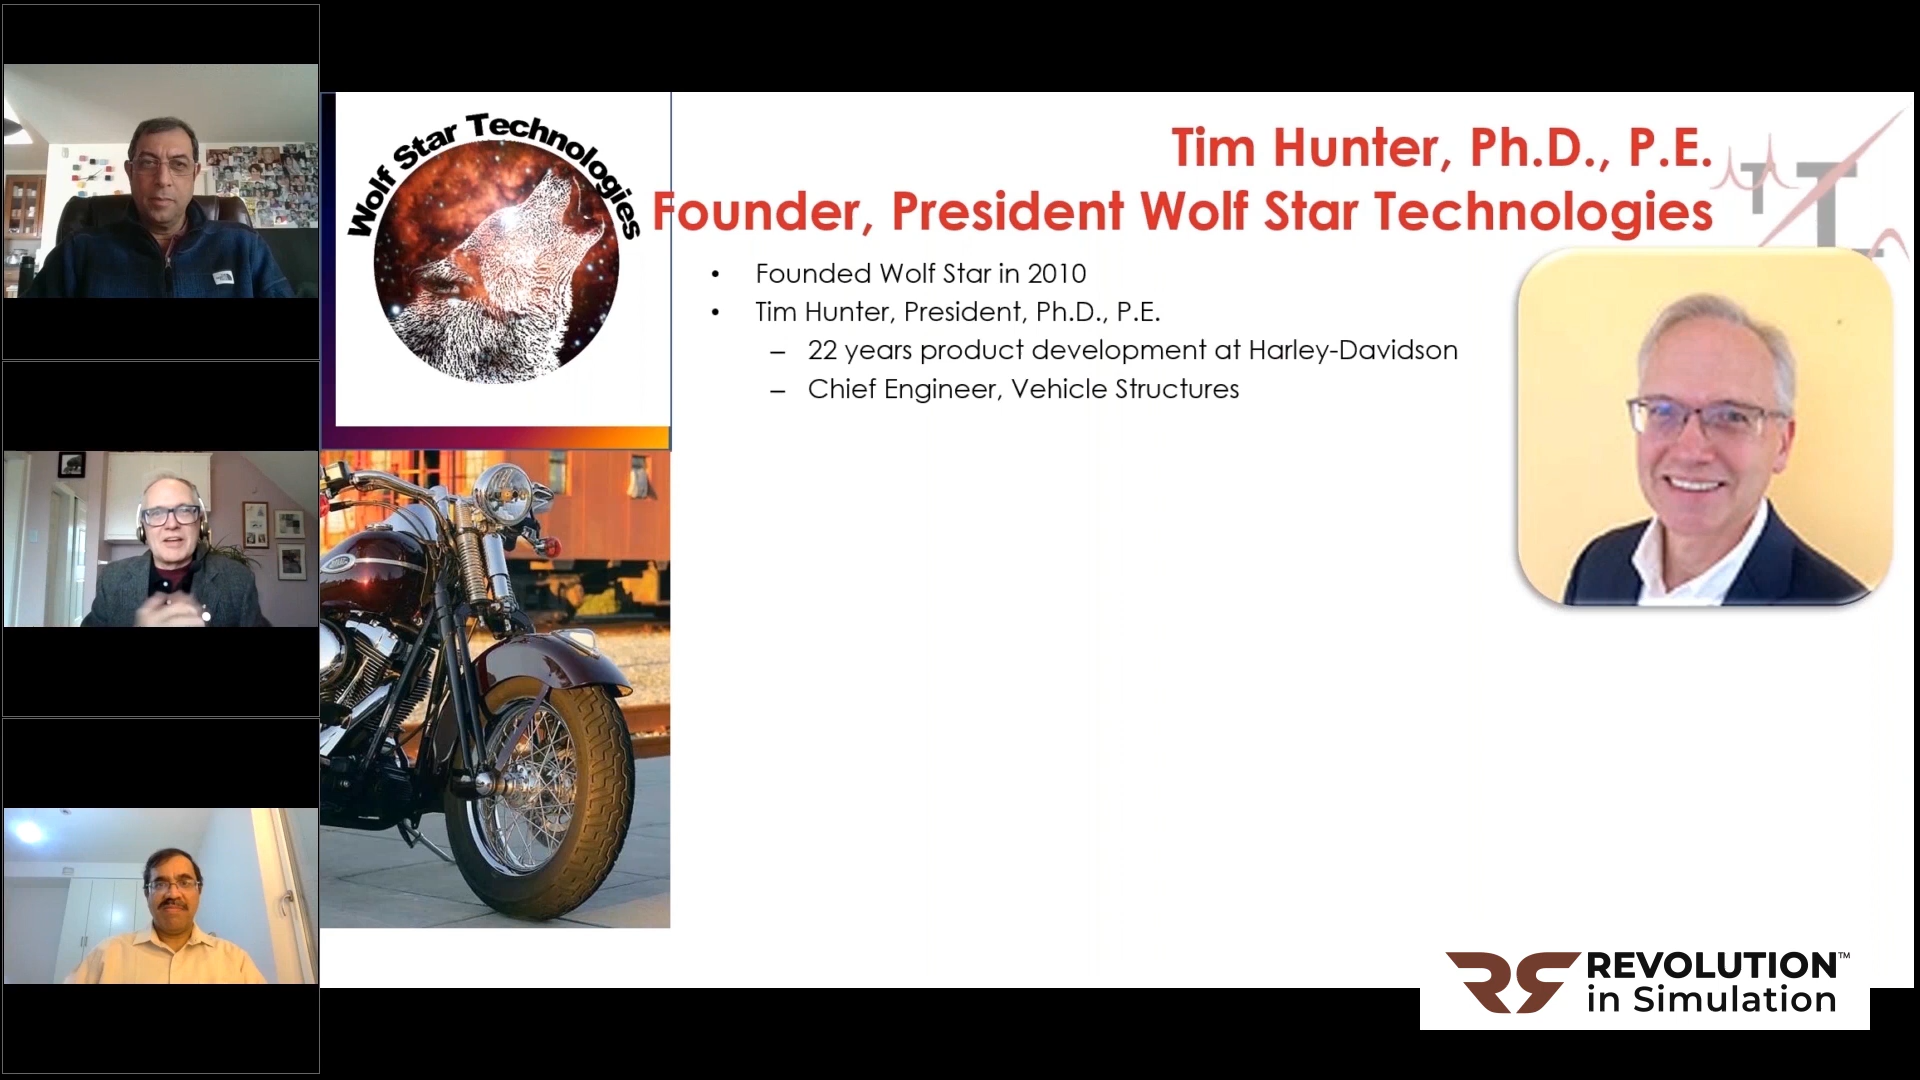 Wolf Star Technologies
Tim Hunter, Ph.D., P.E.
Founder, President Wolf Star Technologies
• Founded Wolf Star in 2010
• Tim Hunter, President, Ph.D., P.E.
– 22 years product development at Harley-Davidson
– Chief Engineer, Vehicle Structures
REVOLUTION™
in Simulation